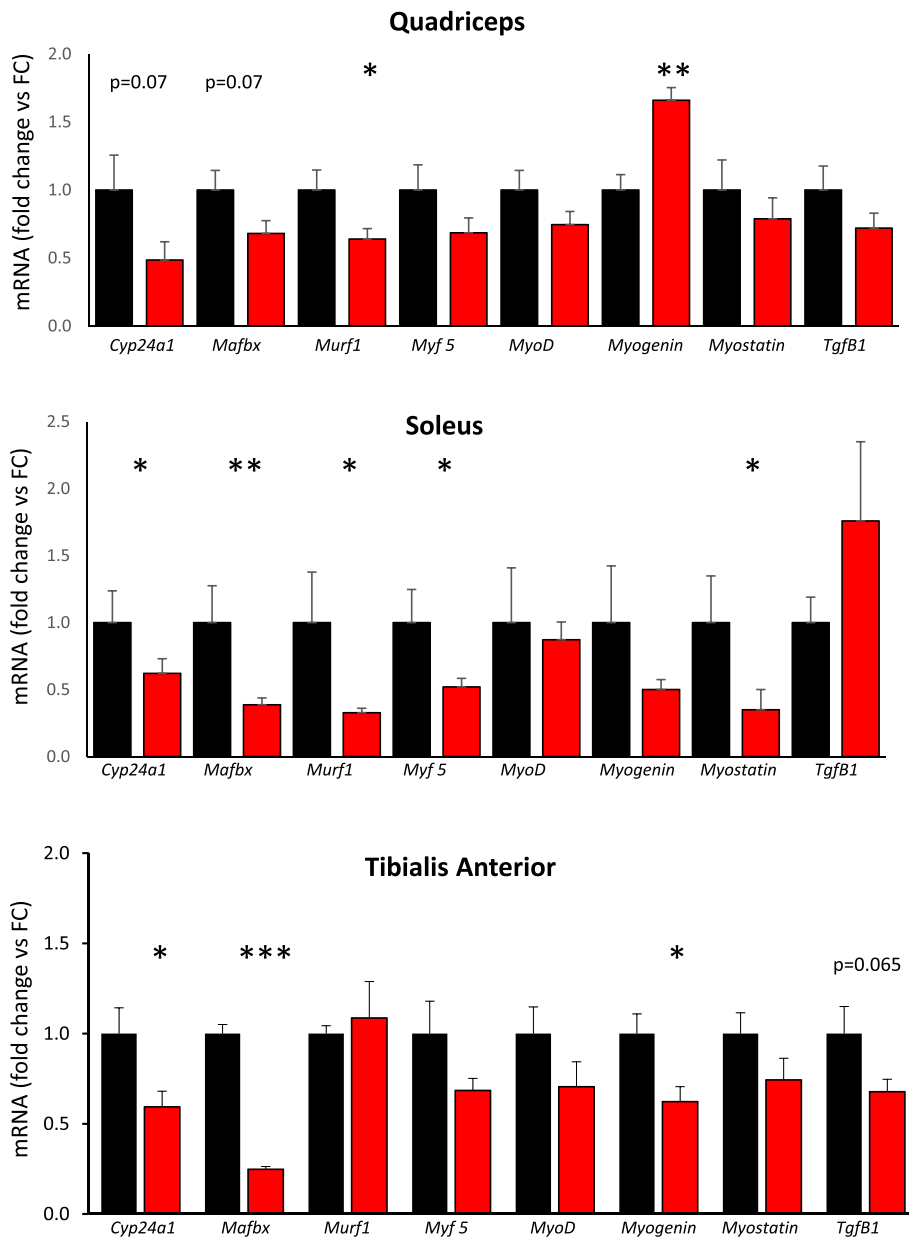 Quadriceps
mRNA (fold change vs FC)
2.0
1.5
1.0
0.5
0.0
p=0.07 p=0.07 * **
Cyp24a1 Mafbx Murf1 Myf 5 MyoD Myogenin Myostatin TgfB1
Soleus
mRNA (fold change vs FC)
2.5
2.0
1.5
1.0
0.5
0.0
* ** * * *
Cyp24a1 Mafbx Murf1 Myf 5 MyoD Myogenin Myostatin TgfB1
Tibialis Anterior
mRNA (fold change vs FC)
2.0
1.5
1.0
0.5
0.0
* *** * p=0.065
Cyp24a1 Mafbx Murf1 Myf 5 MyoD Myogenin Myostatin TgfB1